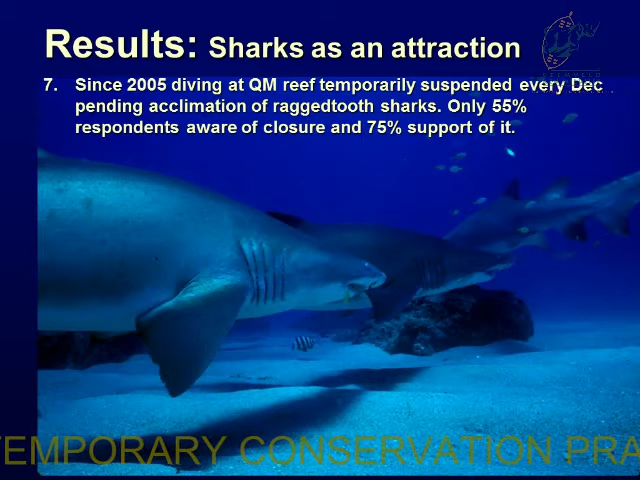 Results: Sharks as an attraction
7. Since 2005 diving at QM reef temporarily suspended every Dec
pending acclimation of raggedtooth sharks. Only 55%
respondents aware of closure and 75% support of it.
TEMPORARY CONSERVATION PRA